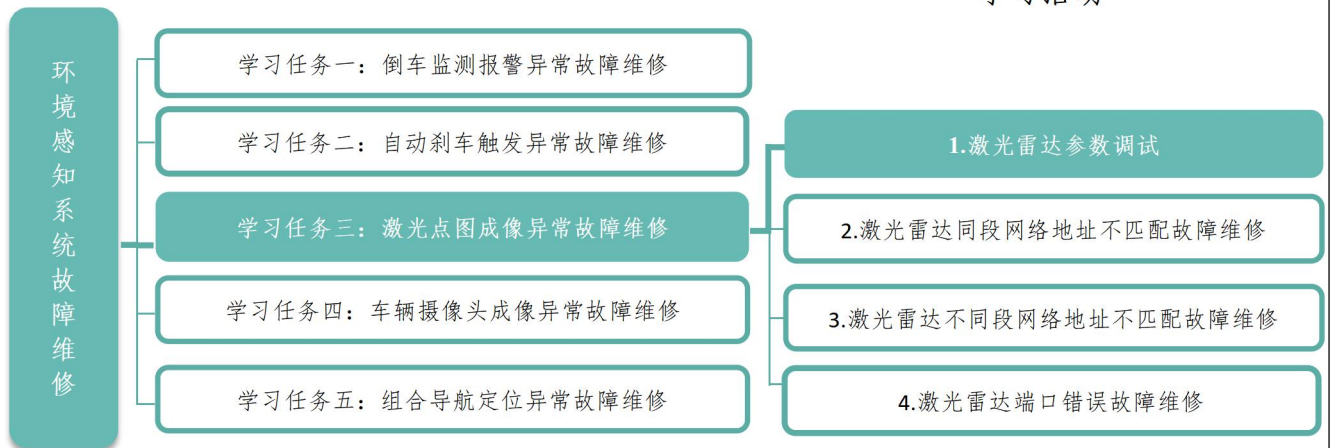 学习活动
环境感知系统故障维修
学习任务一：倒车监测报警异常故障维修
学习任务二：自动刹车触发异常故障维修
学习任务三：激光点图成像异常故障维修
学习任务四：车辆摄像头成像异常故障维修
学习任务五：组合导航定位异常故障维修
1.激光雷达参数调试
2.激光雷达同段网络地址不匹配故障维修
3.激光雷达不同段网络地址不匹配故障维修
4.激光雷达端口错误故障维修